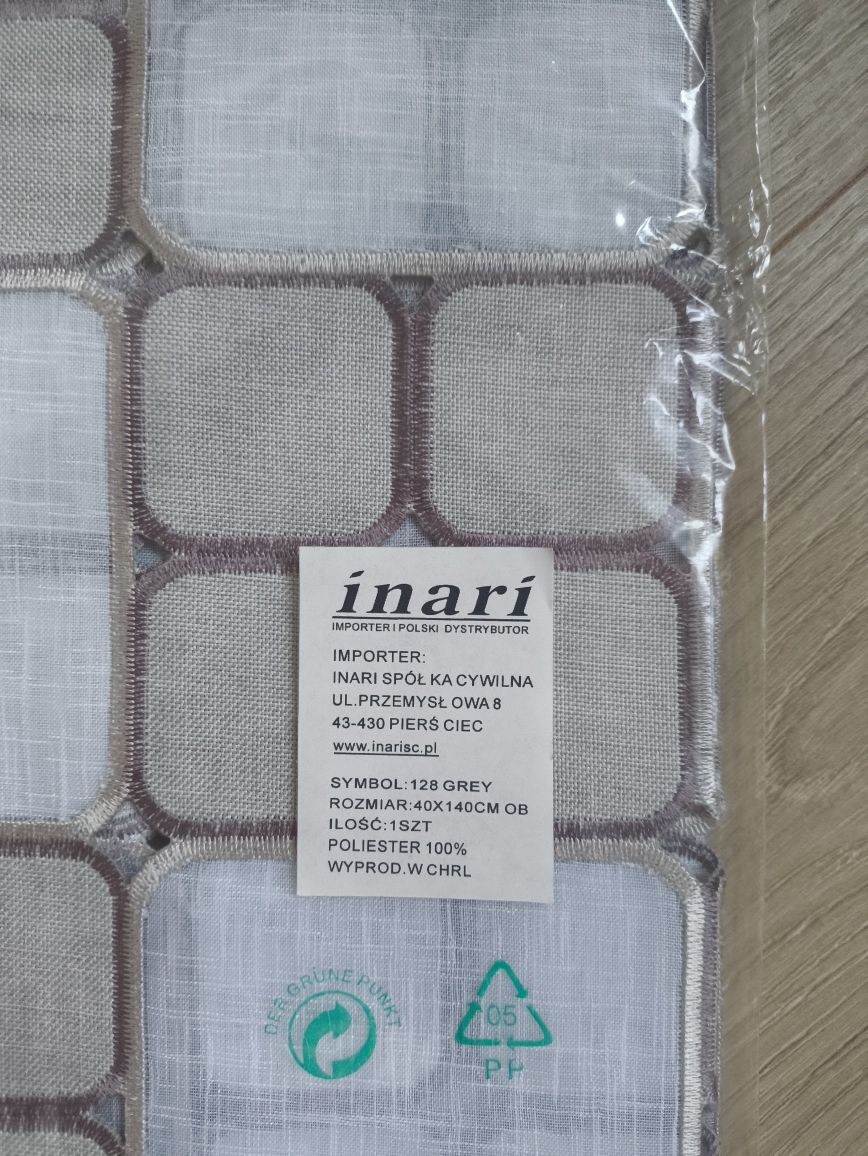 inari
IMPORTER I POLSKI DYSTRYBUTOR
IMPORTER:
INARI SPÓŁ KA CYWILNA
UL.PRZEMYSŁ OWA 8
43-430 PIERŚ CIEC
www.inarisc.pl
SYMBOL:128 GREY
ROZMIAR:40X140CM OB
ILOŚĆ:1SZT
POLIESTER 100%
WYPROD.W CHRL
DER GRÜNE PUNKT
05
PP